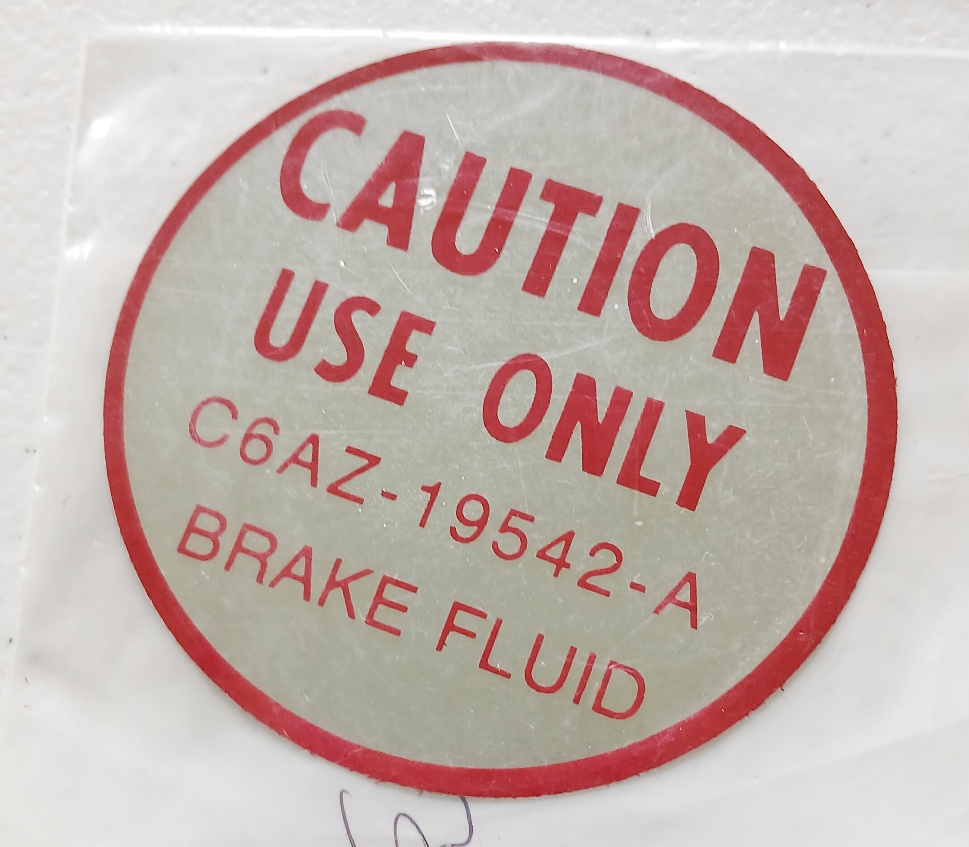 CAUTION
USE ONLY
C6AZ-19542-A
BRAKE FLUID